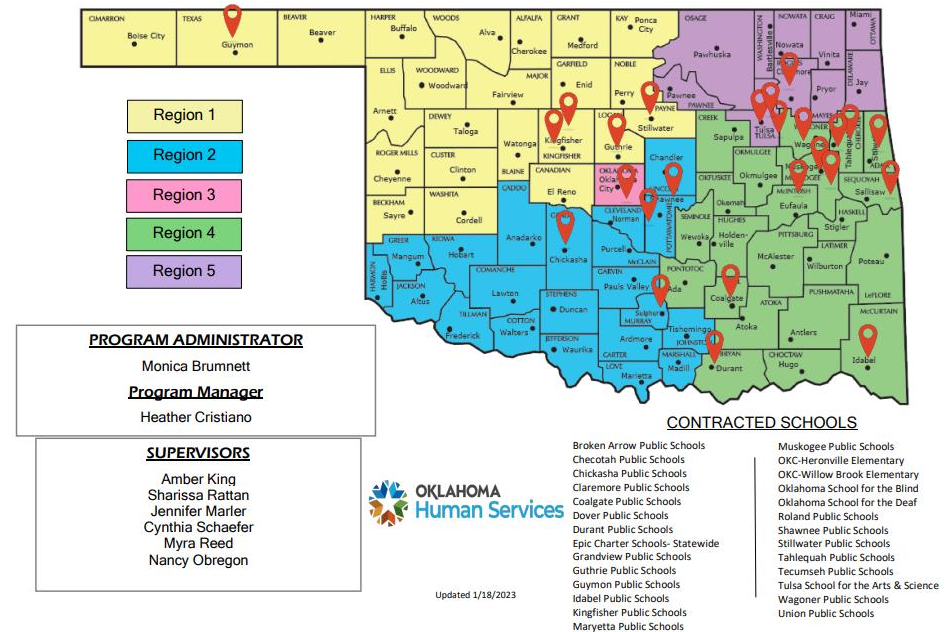 CIMARRON
Boise City
TEXAS
Guymon
BEAVER
Beaver
HARPER
Buffalo
WOODS
Alva
ALFALFA
Cherokee
GRANT
Medford
KAY
Ponca
City
OSAGE
Pawhuska
WASHINGTON
Bartlesville
NOWATA
Nowata
CRAIG
Vinita
Miami
OTTAWA
ELLIS
Arnett
WOODWARD
Woodward
MAJOR
Fairview
GARFIELD
Enid
NOBLE
Perry
Pawnee
PAWNEE
PAYNE
Stillwater
Pryor
MAYES
DELAWARE
Jay
DEWEY
Taloga
Watonga
BLAINE
Kingfisher
KINGFISHER
Guthrie
CREEK
Sapulpa
Tulsa
TULSA
ROGER MILLS
Cheyenne
CUSTER
Clinton
CANADIAN
El Reno
Chandler
OKMULGEE
Okmulgee
OKFUSKEE
Okemah
Tahlequah
SEQUOYAH
Sallisaw
BECKHAM
Sayre
WASHITA
Cordell
CADDO
Anadarko
Chickasha
CLEVELAND
Norman
Purcell
McCLAIN
POTTAWATOMIE
SEMINOLE
Wewoka
HUGHES
Holden-
ville
McINTOSH
Eufaula
HASKELL
Stigler
GREER
Mangum
KIOWA
Hobart
HARMON
Hollis
JACKSON
Altus
COMANCHE
Lawton
GARVIN
Pauls Valley
PONTOTOC
Ada
PITTSBURG
McAlester
LATIMER
Wilburton
Poteau
LeFLORE
TILLMAN
Frederick
COTTON
Walters
STEPHENS
Duncan
JEFFERSON
Waurika
MURRAY
Sulphur
Ardmore
CARTER
LOVE
Marietta
Tishomingo
MARSHALL
Madill
Coalgate
ATOKA
Atoka
PUSHMATAHA
Antlers
McCURTAIN
Idabel
Durant
CHOCTAW
Hugo
Region 1
Region 2
Region 3
Region 4
Region 5
PROGRAM ADMINISTRATOR
Monica Brumnett
Program Manager
Heather Cristiano
SUPERVISORS
Amber King
Sharissa Rattan
Jennifer Marler
Cynthia Schaefer
Myra Reed
Nancy Obregon
OKLAHOMA
Human Services
Updated 1/18/2023
CONTRACTED SCHOOLS
Broken Arrow Public Schools
Checotah Public Schools
Chickasha Public Schools
Claremore Public Schools
Coalgate Public Schools
Dover Public Schools
Durant Public Schools
Epic Charter Schools- Statewide
Grandview Public Schools
Guthrie Public Schools
Guymon Public Schools
Idabel Public Schools
Kingfisher Public Schools
Maryetta Public Schools
Muskogee Public Schools
OKC-Heronville Elementary
OKC-Willow Brook Elementary
Oklahoma School for the Blind
Oklahoma School for the Deaf
Roland Public Schools
Shawnee Public Schools
Stillwater Public Schools
Tahlequah Public Schools
Tecumseh Public Schools
Tulsa School for the Arts & Science
Wagoner Public Schools
Union Public Schools